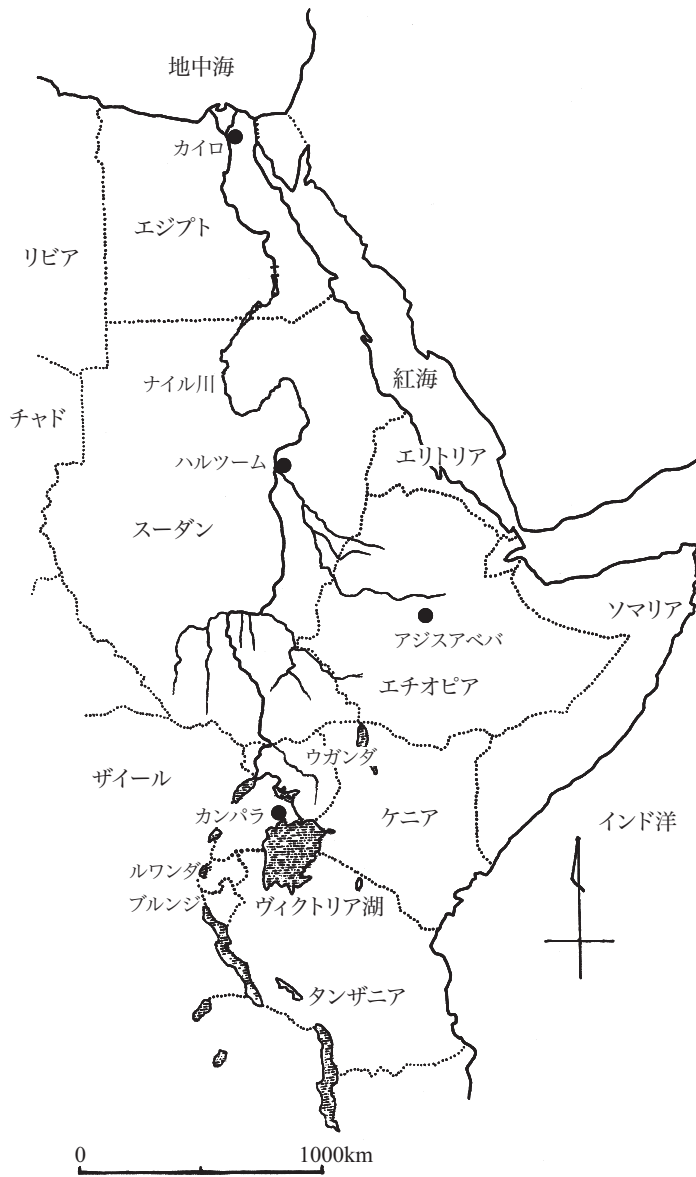 地中海
カイロ
エジプト
リビア
ナイル川
紅海
チャド
ハルツーム
エリトリア
スーダン
ソマリア
アジスアベバ
エチオピア
ウガンダ
ザイール
カンパラ
ケニア
インド洋
ルワンダ
ブルンジ
ヴィクトリア湖
タンザニア
0 1000km